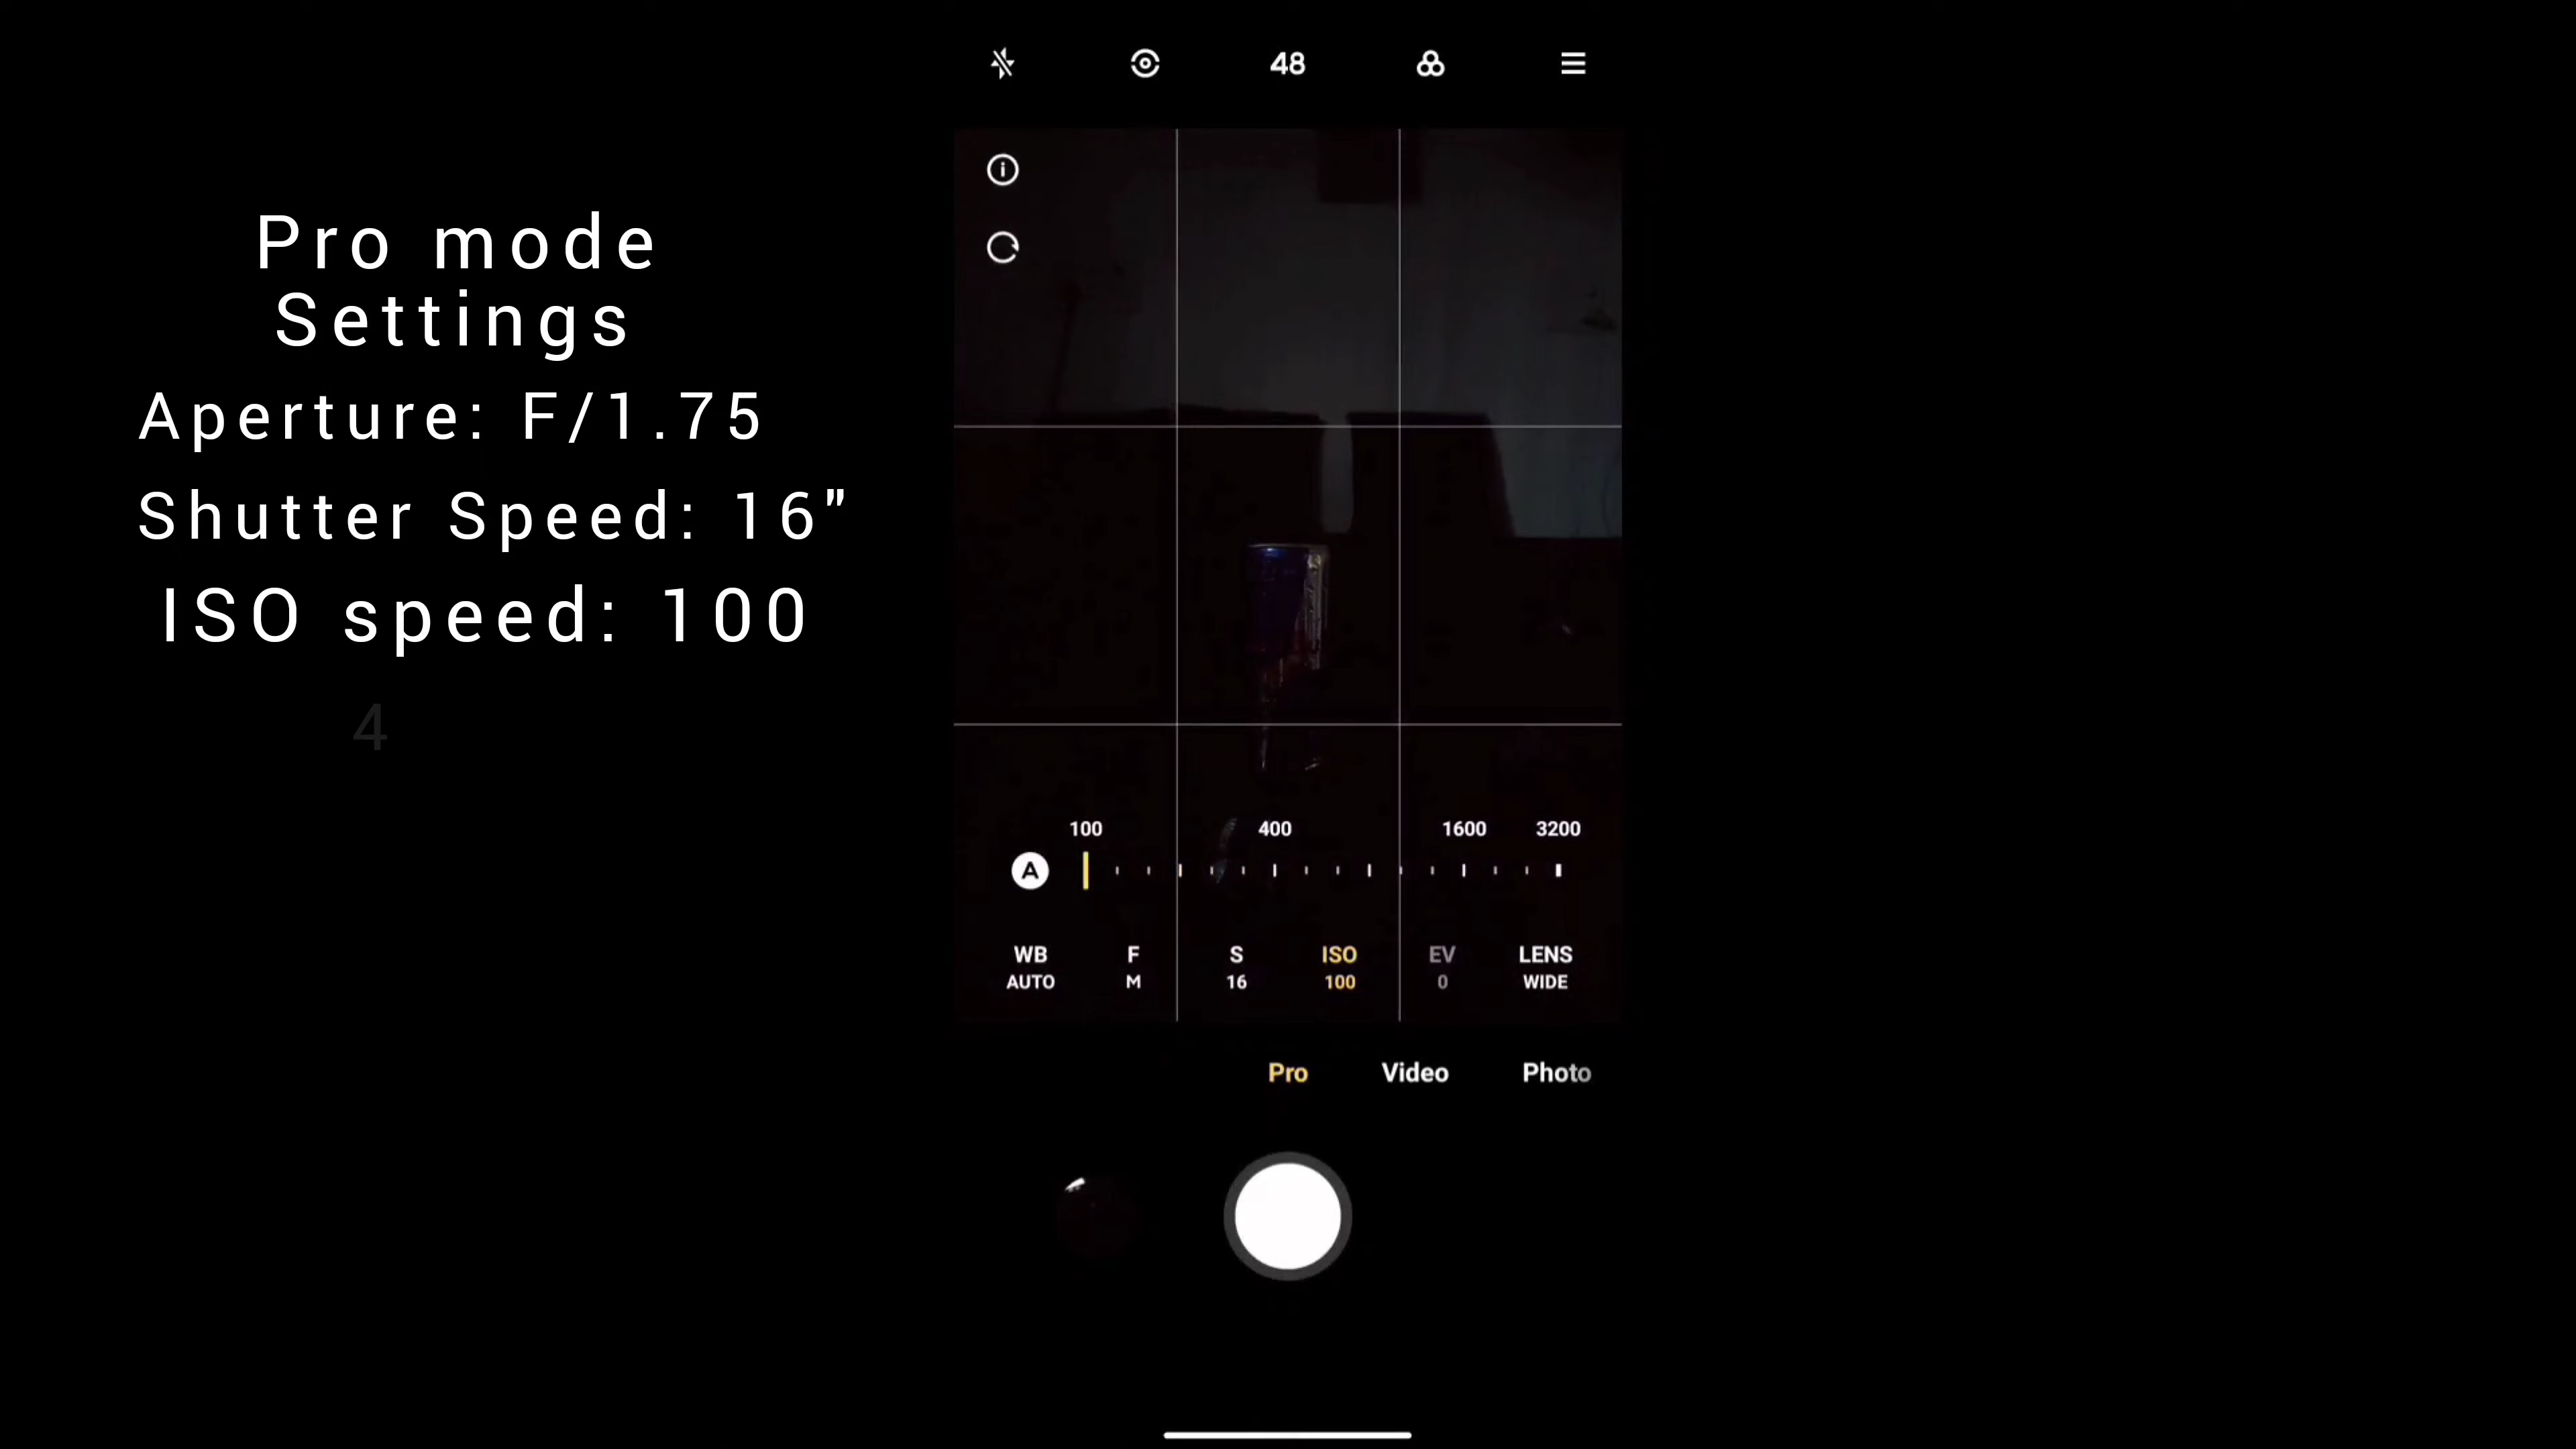 48
Pro mode
Settings
Aperture: F/1.75
Shutter Speed: 16"
ISO speed: 100
4
100 400 1600 3200
A
WB F S ISO EV LENS
AUTO M 16 100 0 WIDE
Pro Video Photo